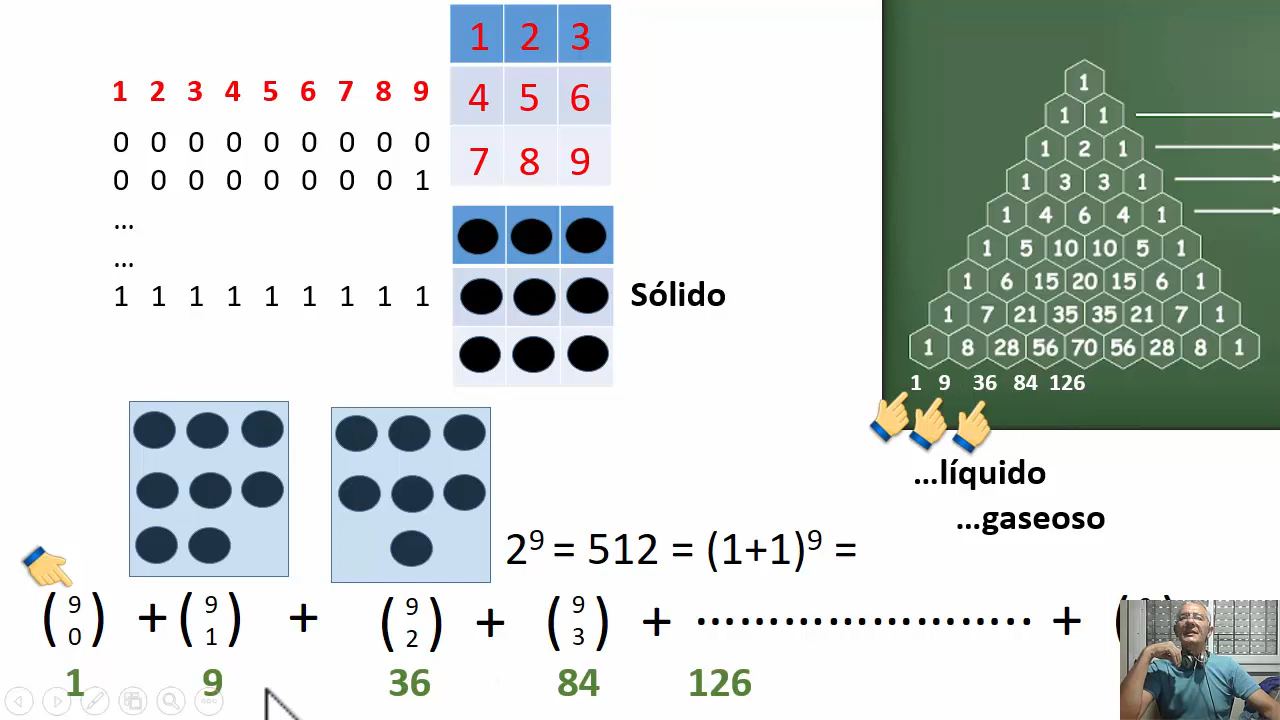 1 2 3
4 5 6
7 8 9
1 2 3 4 5 6 7 8 9
0 0 0 0 0 0 0 0 0
0 0 0 0 0 0 0 0 1
...
...
1 1 1 1 1 1 1 1 1
Sólido
1
1 1
1 2 1
1 3 3 1
1 4 6 4 1
1 5 10 10 5 1
1 6 15 20 15 6 1
1 7 21 35 35 21 7 1
1 8 28 56 70 56 28 8 1
1 9 36 84 126
...líquido
...gaseoso
2⁹ = 512 = (1+1)⁹ =
(9 0) + (9 1) + (9 2) + (9 3) + ........................ + (
1 9 36 84 126